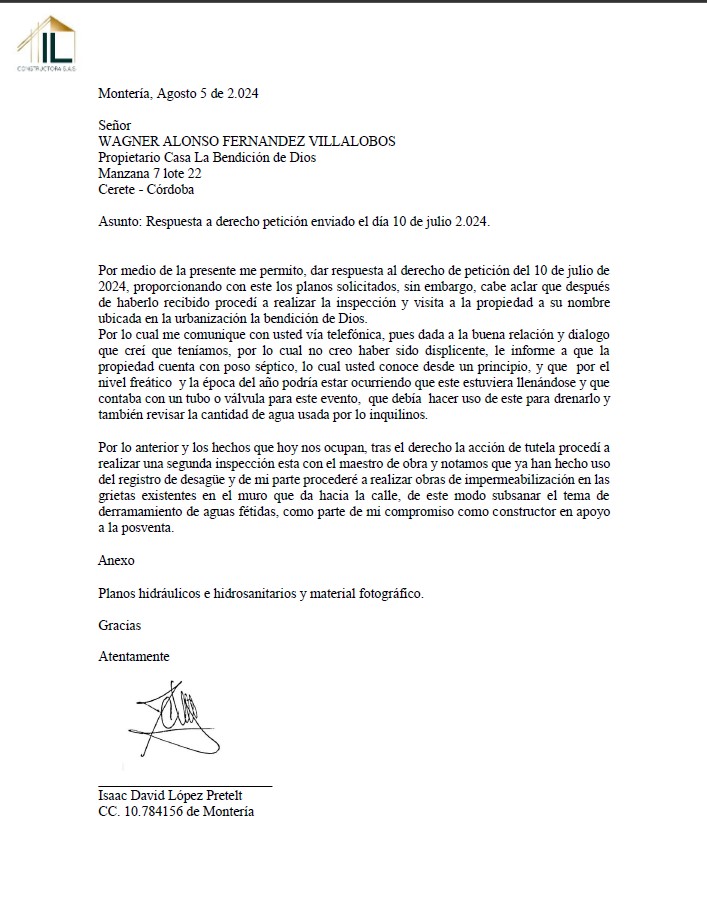 IL
CONSTRUCTORA S.A.S
Montería, Agosto 5 de 2.024
Señor
WAGNER ALONSO FERNANDEZ VILLALOBOS
Propietario Casa La Bendición de Dios
Manzana 7 lote 22
Cerete - Córdoba
Asunto: Respuesta a derecho petición enviado el día 10 de julio 2.024.
Por medio de la presente me permito, dar respuesta al derecho de petición del 10 de julio de
2024, proporcionando con este los planos solicitados, sin embargo, cabe aclar que después
de haberlo recibido procedí a realizar la inspección y visita a la propiedad a su nombre
ubicada en la urbanización la bendición de Dios.
Por lo cual me comunique con usted vía telefónica, pues dada a la buena relación y dialogo
que creí que teníamos, por lo cual no creo haber sido displicente, le informe a que la
propiedad cuenta con poso séptico, lo cual usted conoce desde un principio, y que por el
nivel freático y la época del año podría estar ocurriendo que este estuviera llenándose y que
contaba con un tubo o válvula para este evento, que debía hacer uso de este para drenarlo y
también revisar la cantidad de agua usada por lo inquilinos.
Por lo anterior y los hechos que hoy nos ocupan, tras el derecho la acción de tutela procedí a
realizar una segunda inspección esta con el maestro de obra y notamos que ya han hecho uso
del registro de desagüe y de mi parte procederé a realizar obras de impermeabilización en las
grietas existentes en el muro que da hacia la calle, de este modo subsanar el tema de
derramamiento de aguas fétidas, como parte de mi compromiso como constructor en apoyo
a la posventa.
Anexo
Planos hidráulicos e hidrosanitarios y material fotográfico.
Gracias
Atentamente
Isaac David López Pretelt
CC. 10.784156 de Montería